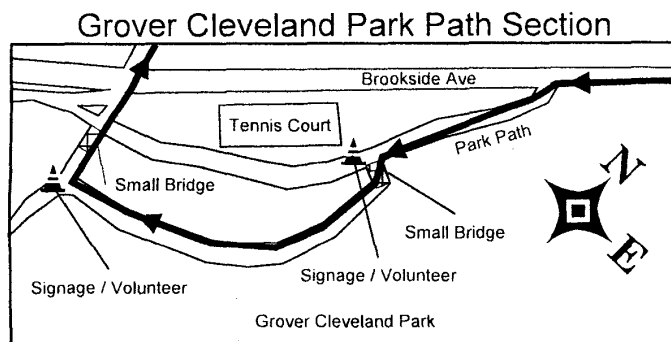 Grover Cleveland Park Path Section
Brookside Ave
Tennis Court
Park Path
N
Small Bridge
Small Bridge
E
Signage / Volunteer
Signage / Volunteer
Grover Cleveland Park